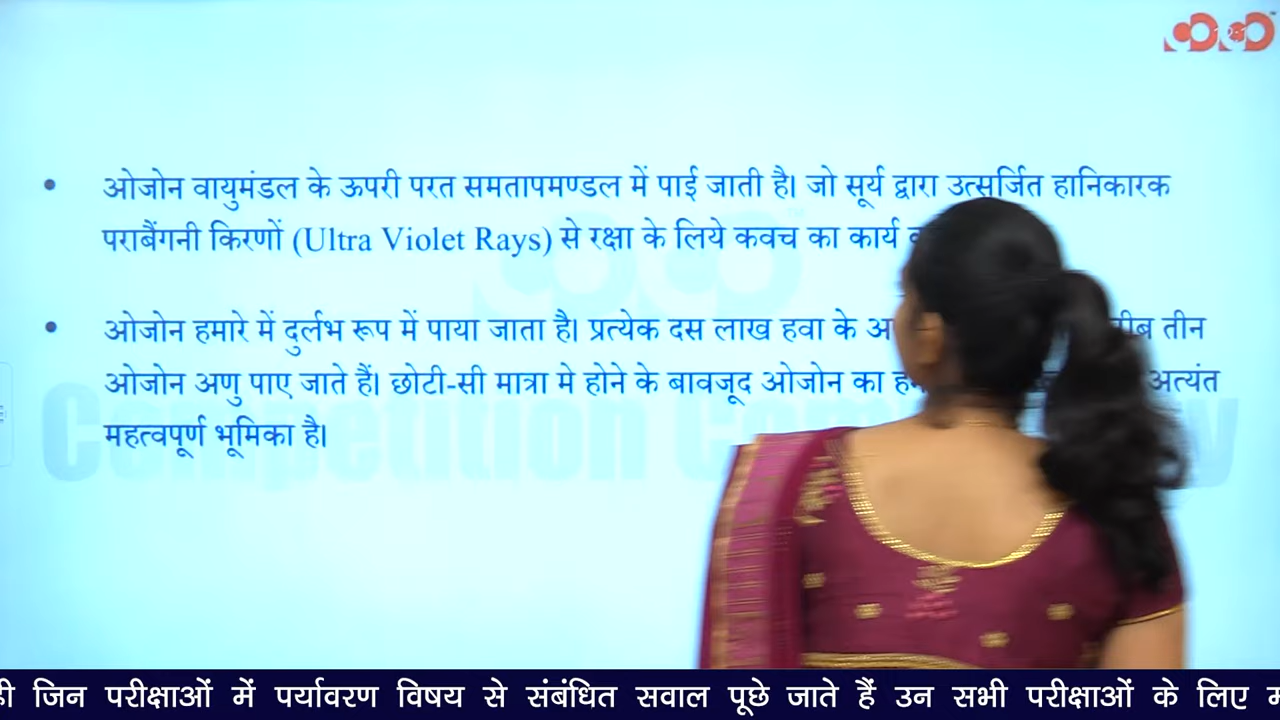 ओजोन वायुमंडल के ऊपरी परत समतापमण्डल में पाई जाती है। जो सूर्य द्वारा उत्सर्जित हानिकारक
पराबैंगनी किरणों (Ultra Violet Rays) से रक्षा के लिये कवच का कार्य
ओजोन हमारे में दुर्लभ रूप में पाया जाता है। प्रत्येक दस लाख हवा के तीन
ओजोन अणु पाए जाते हैं। छोटी-सी मात्रा मे होने के बावजूद ओजोन का अत्यंत
महत्वपूर्ण भूमिका है।
Competition
जिन परीक्षाओं में पर्यावरण विषय से संबंधित सवाल पूछे जाते हैं उन सभी परीक्षाओं के लिए